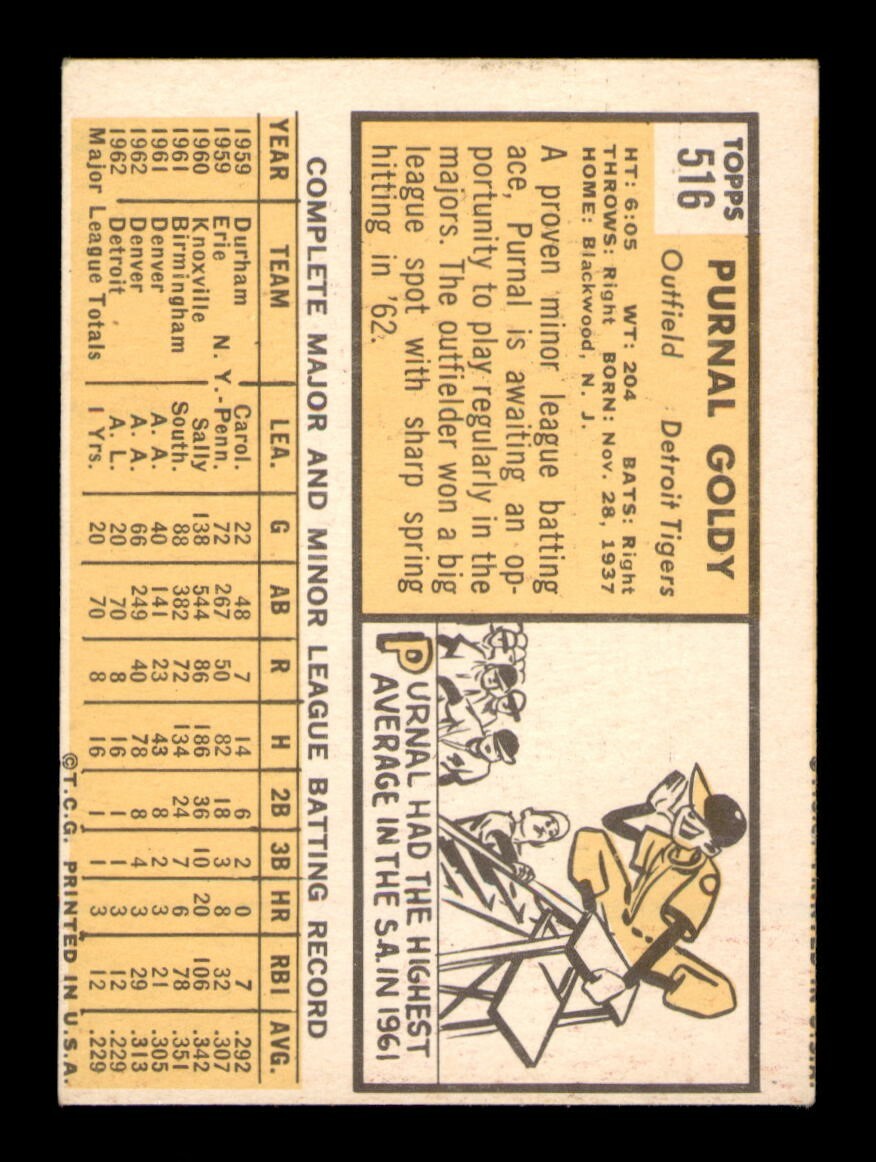 TOPPS
516
PURNAL GOLDY
Outfield Detroit Tigers
HT: 6:05 WT: 204 BATS: Right
THROWS: Right BORN: Nov. 28, 1937
HOME: Blackwood, N. J.
A proven minor league batting
ace, Purnal is awaiting an op-
portunity to play regularly in the
majors. The outfielder won a big
league spot with sharp spring
hitting in '62.
PURNAL HAD THE HIGHEST
AVERAGE IN THE S.A. IN 1961
COMPLETE MAJOR AND MINOR LEAGUE BATTING RECORD
YEAR TEAM LEA. G AB R H 2B 3B HR RBI AVG.
1959 Durham Carol. 22 48 7 14 6 2 0 7 .292
1959 Erie N. Y.-Penn. 72 267 50 82 18 3 8 32 .307
1960 Knoxville Sally 138 544 86 186 36 10 20 106 .342
1961 Birmingham South. 88 382 72 134 24 7 6 78 .351
1961 Denver A. A. 40 141 23 43 8 2 3 21 .305
1962 Denver A. A. 66 249 40 78 8 4 3 29 .313
1962 Detroit A. L. 20 70 8 16 1 1 3 12 .229
Major League Totals 1 Yrs. 20 70 8 16 1 1 3 12 .229
©T.C.G. PRINTED IN U.S.A.